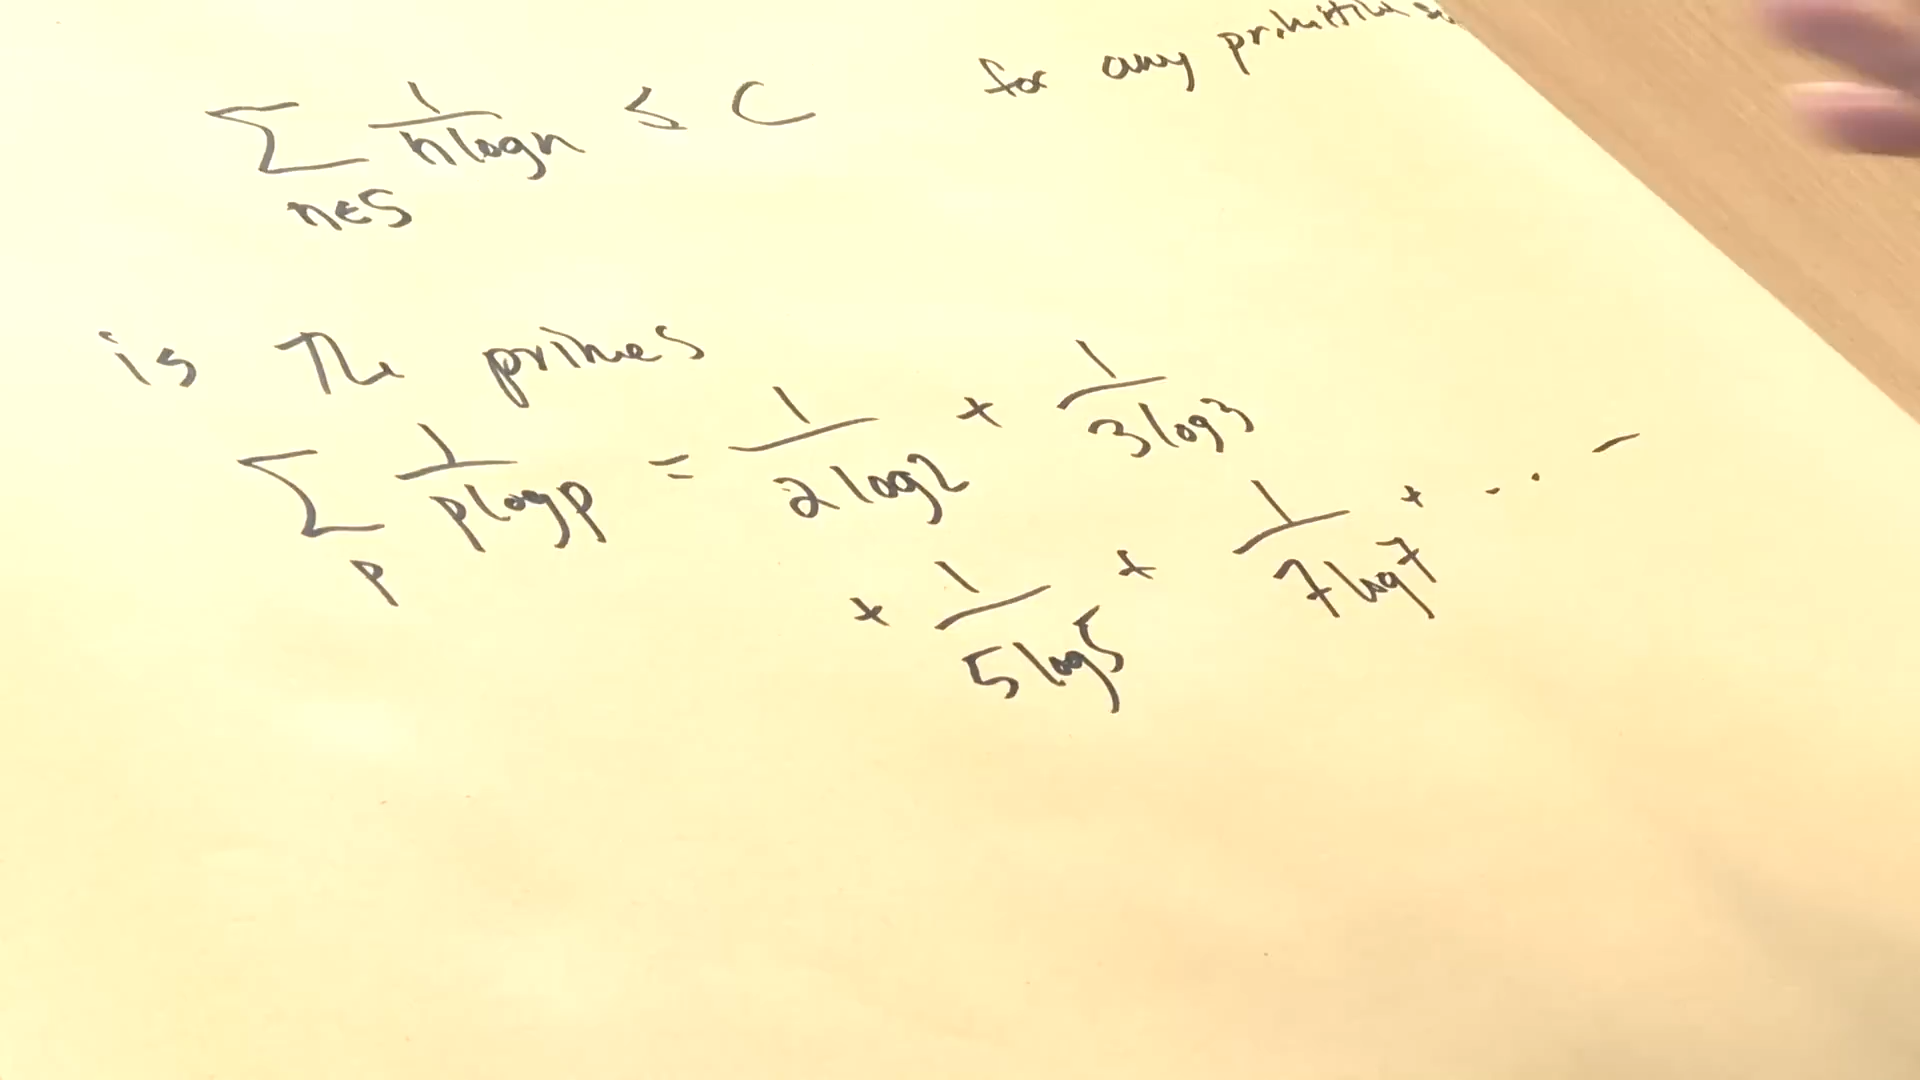 ∑ 1/(n log n) ≤ C for any primitive
n∈S
is The primes
∑ 1/(p log p) = 1/(2 log 2) + 1/(3 log 3)
p
+ 1/(5 log 5) + 1/(7 log 7) + ...